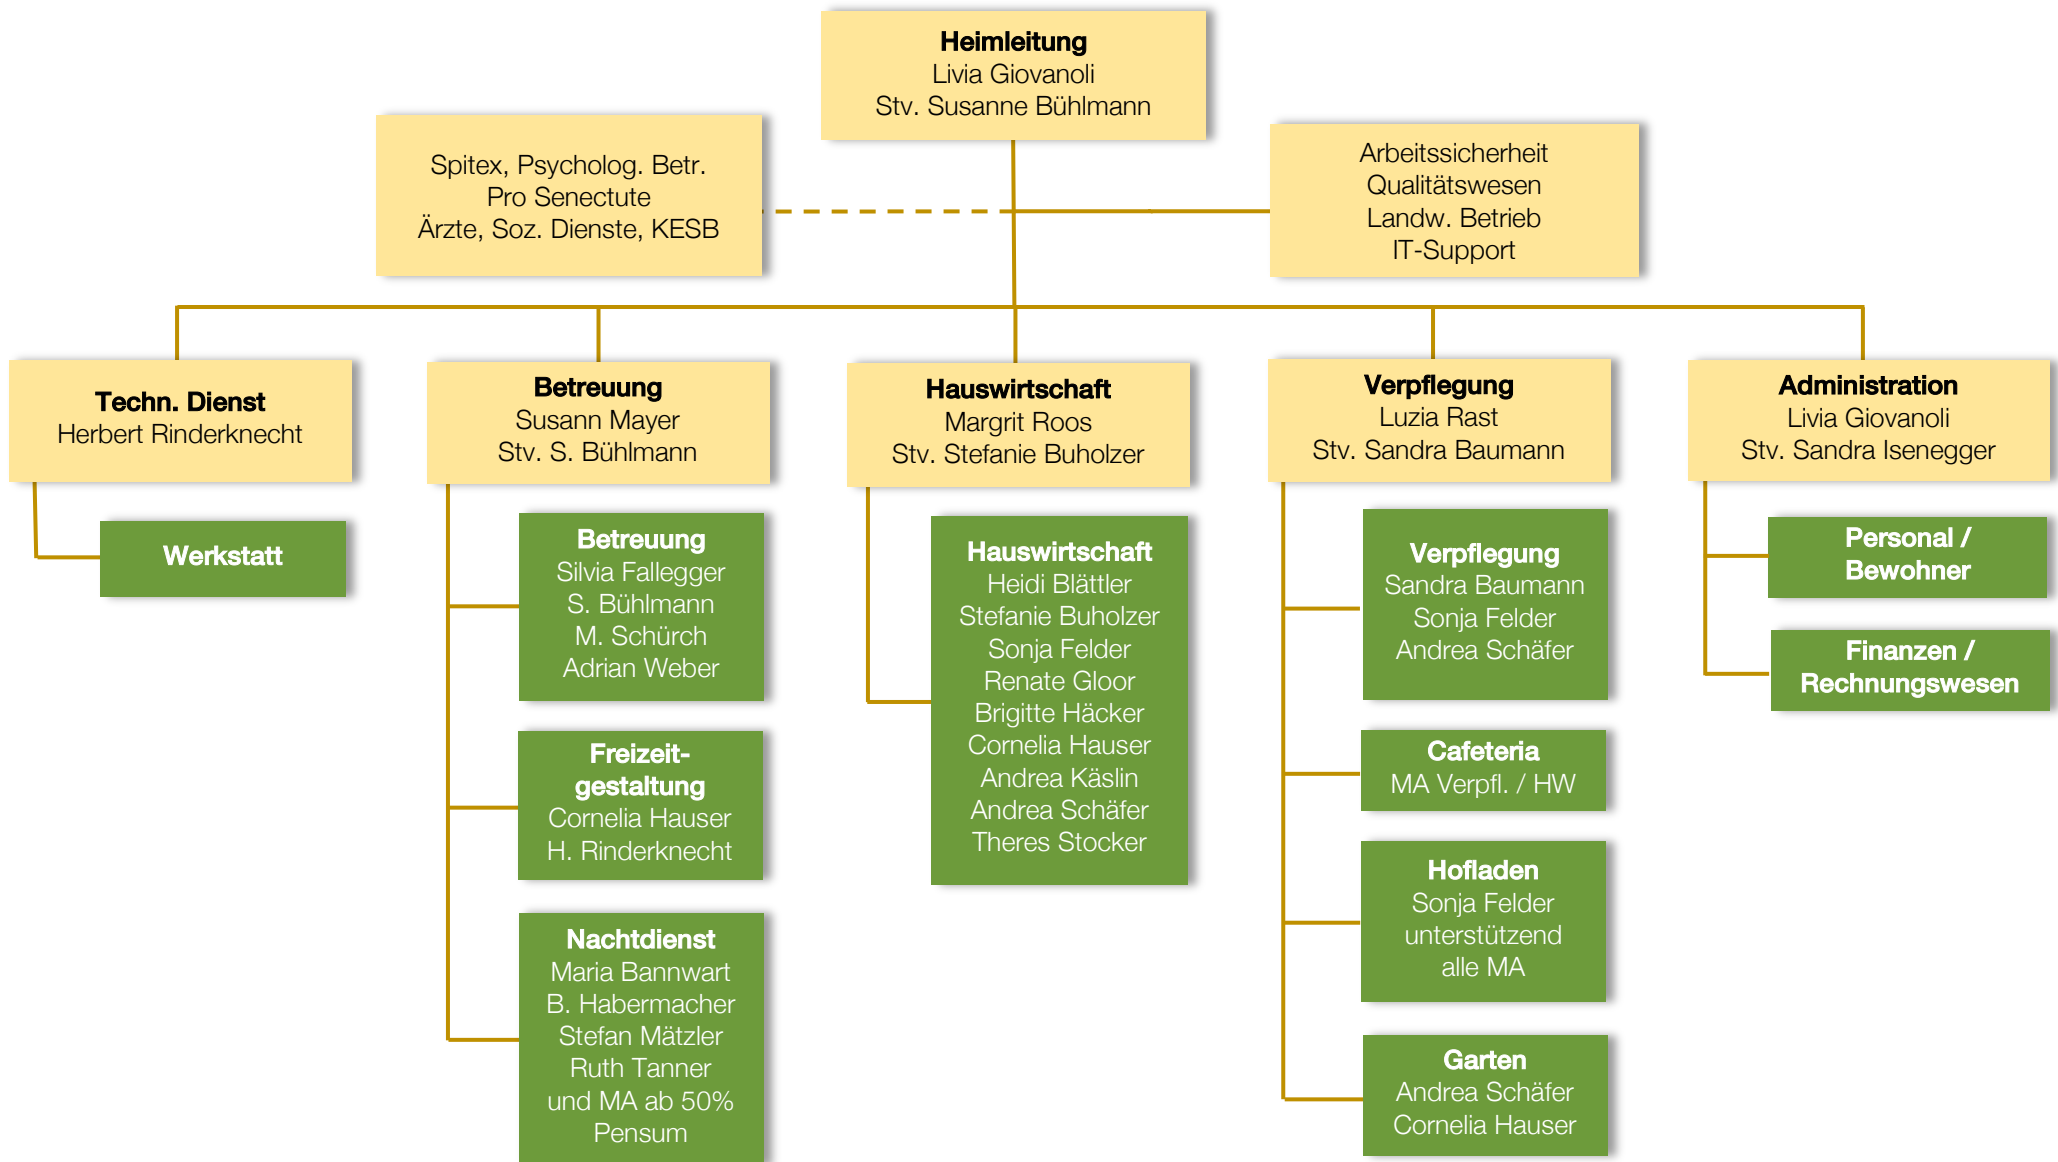 Heimleitung
Livia Giovanoli
Stv. Susanne Bühlmann
Spitex, Psycholog. Betr.
Pro Senectute
Ärzte, Soz. Dienste, KESB
Arbeitssicherheit
Qualitätswesen
Landw. Betrieb
IT-Support
Techn. Dienst
Herbert Rinderknecht
Werkstatt
Betreuung
Susann Mayer
Stv. S. Bühlmann
Betreuung
Silvia Fallegger
S. Bühlmann
M. Schürch
Adrian Weber
Freizeit-
gestaltung
Cornelia Hauser
H. Rinderknecht
Nachtdienst
Maria Bannwart
B. Habermacher
Stefan Mätzler
Ruth Tanner
und MA ab 50%
Pensum
Hauswirtschaft
Margrit Roos
Stv. Stefanie Buholzer
Hauswirtschaft
Heidi Blättler
Stefanie Buholzer
Sonja Felder
Renate Gloor
Brigitte Häcker
Cornelia Hauser
Andrea Käslin
Andrea Schäfer
Theres Stocker
Verpflegung
Luzia Rast
Stv. Sandra Baumann
Verpflegung
Sandra Baumann
Sonja Felder
Andrea Schäfer
Cafeteria
MA Verpfl. / HW
Hofladen
Sonja Felder
unterstützend
alle MA
Garten
Andrea Schäfer
Cornelia Hauser
Administration
Livia Giovanoli
Stv. Sandra Isenegger
Personal /
Bewohner
Finanzen /
Rechnungswesen